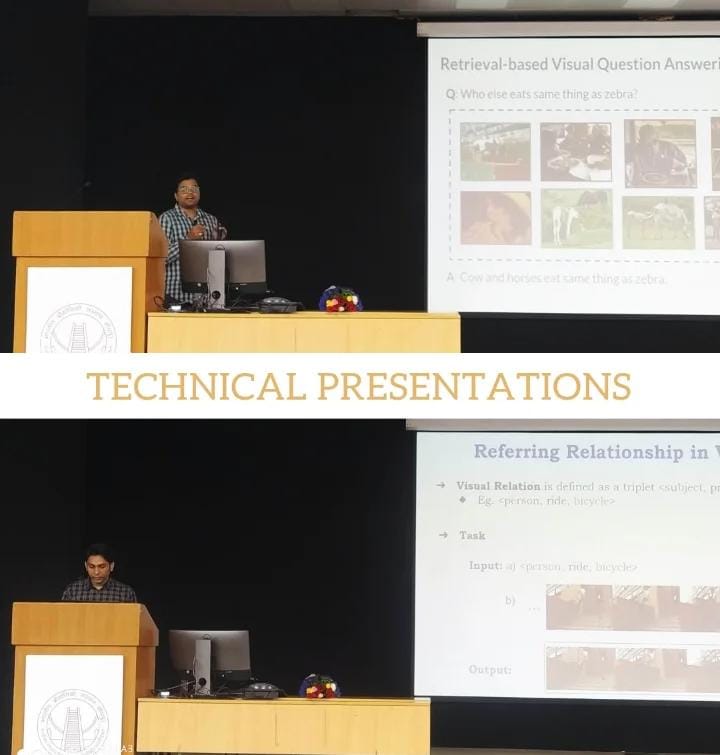 Retrieval-based Visual Question Answeri
Q: Who else eats same thing as zebra?
A: Cow and horses eat same thing as zebra.
TECHNICAL PRESENTATIONS
Referring Relationship in V
→ Visual Relation is defined as a triplet <subject, pr
◆ Eg. <person, ride, bicycle>
→ Task
Input: a) <person, ride, bicycle>
b) ...
Output:
A3